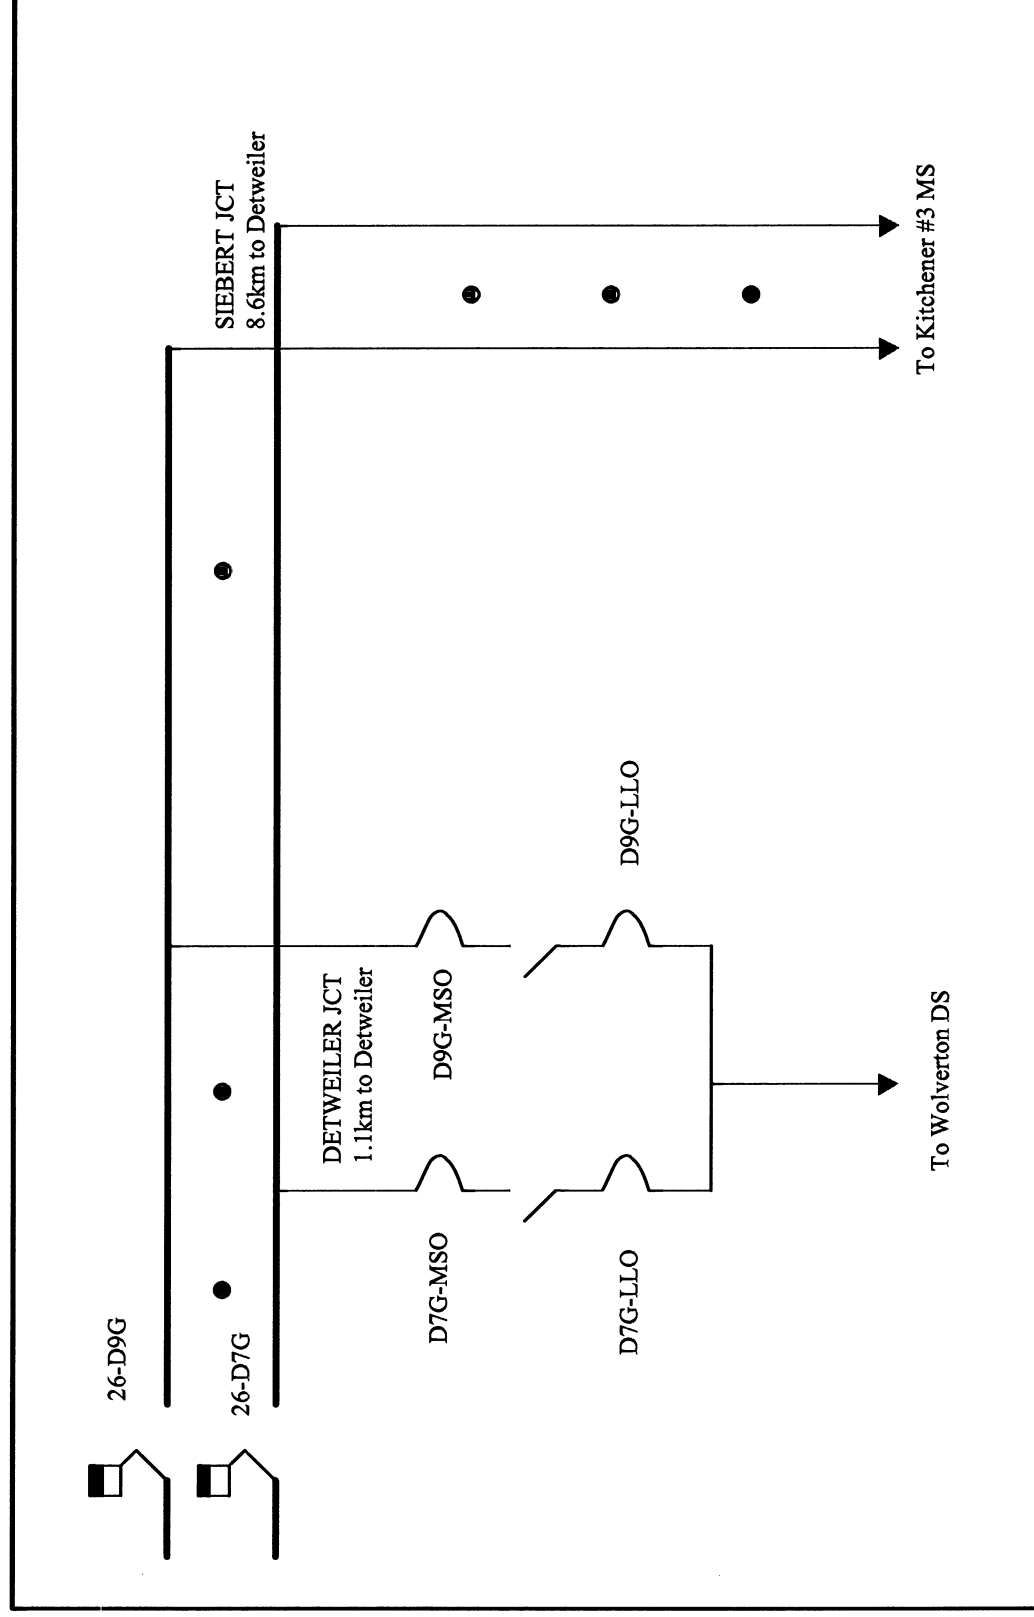 26-D9G
26-D7G
SIEBERT JCT
8.6km to Detweiler
DETWEILER JCT
1.1km to Detweiler
D7G-MSO
D9G-MSO
D7G-LLO
D9G-LLO
To Wolverton DS
To Kitchener #3 MS